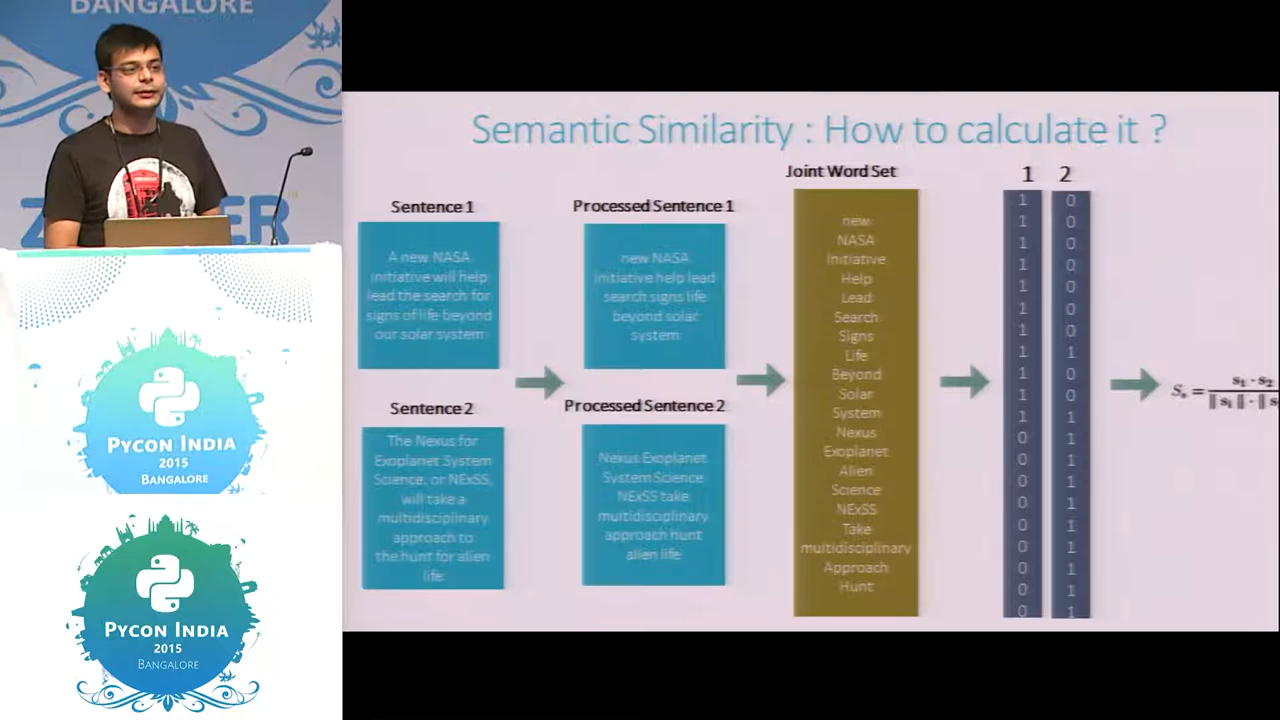 BANGALORE
ER
PYCON INDIA
2015
BANGALORE
PYCON INDIA
2015
BANGALORE
Semantic Similarity : How to calculate it ?
Sentence 1
A new NASA
initiative will help
lead the search for
signs of life beyond
our solar system
Sentence 2
The Nexus for
Exoplanet System
Science, or NExSS,
will take a
multidisciplinary
approach to
the hunt for alien
life
Processed Sentence 1
new NASA
initiative help lead
search signs life
beyond solar
system
Processed Sentence 2
Nexus Exoplanet
System Science
NExSS take
multidisciplinary
approach hunt
alien life
Joint Word Set
new
NASA
Initiative
Help
Lead
Search
Signs
Life
Beyond
Solar
System
Nexus
Exoplanet
Alien
Science
NExSS
Take
multidisciplinary
Approach
Hunt
1 2
1 0
1 0
1 0
1 0
1 0
1 0
1 0
1 1
1 0
1 0
1 1
0 1
0 1
0 1
0 1
0 1
0 1
0 1
0 1
0 1